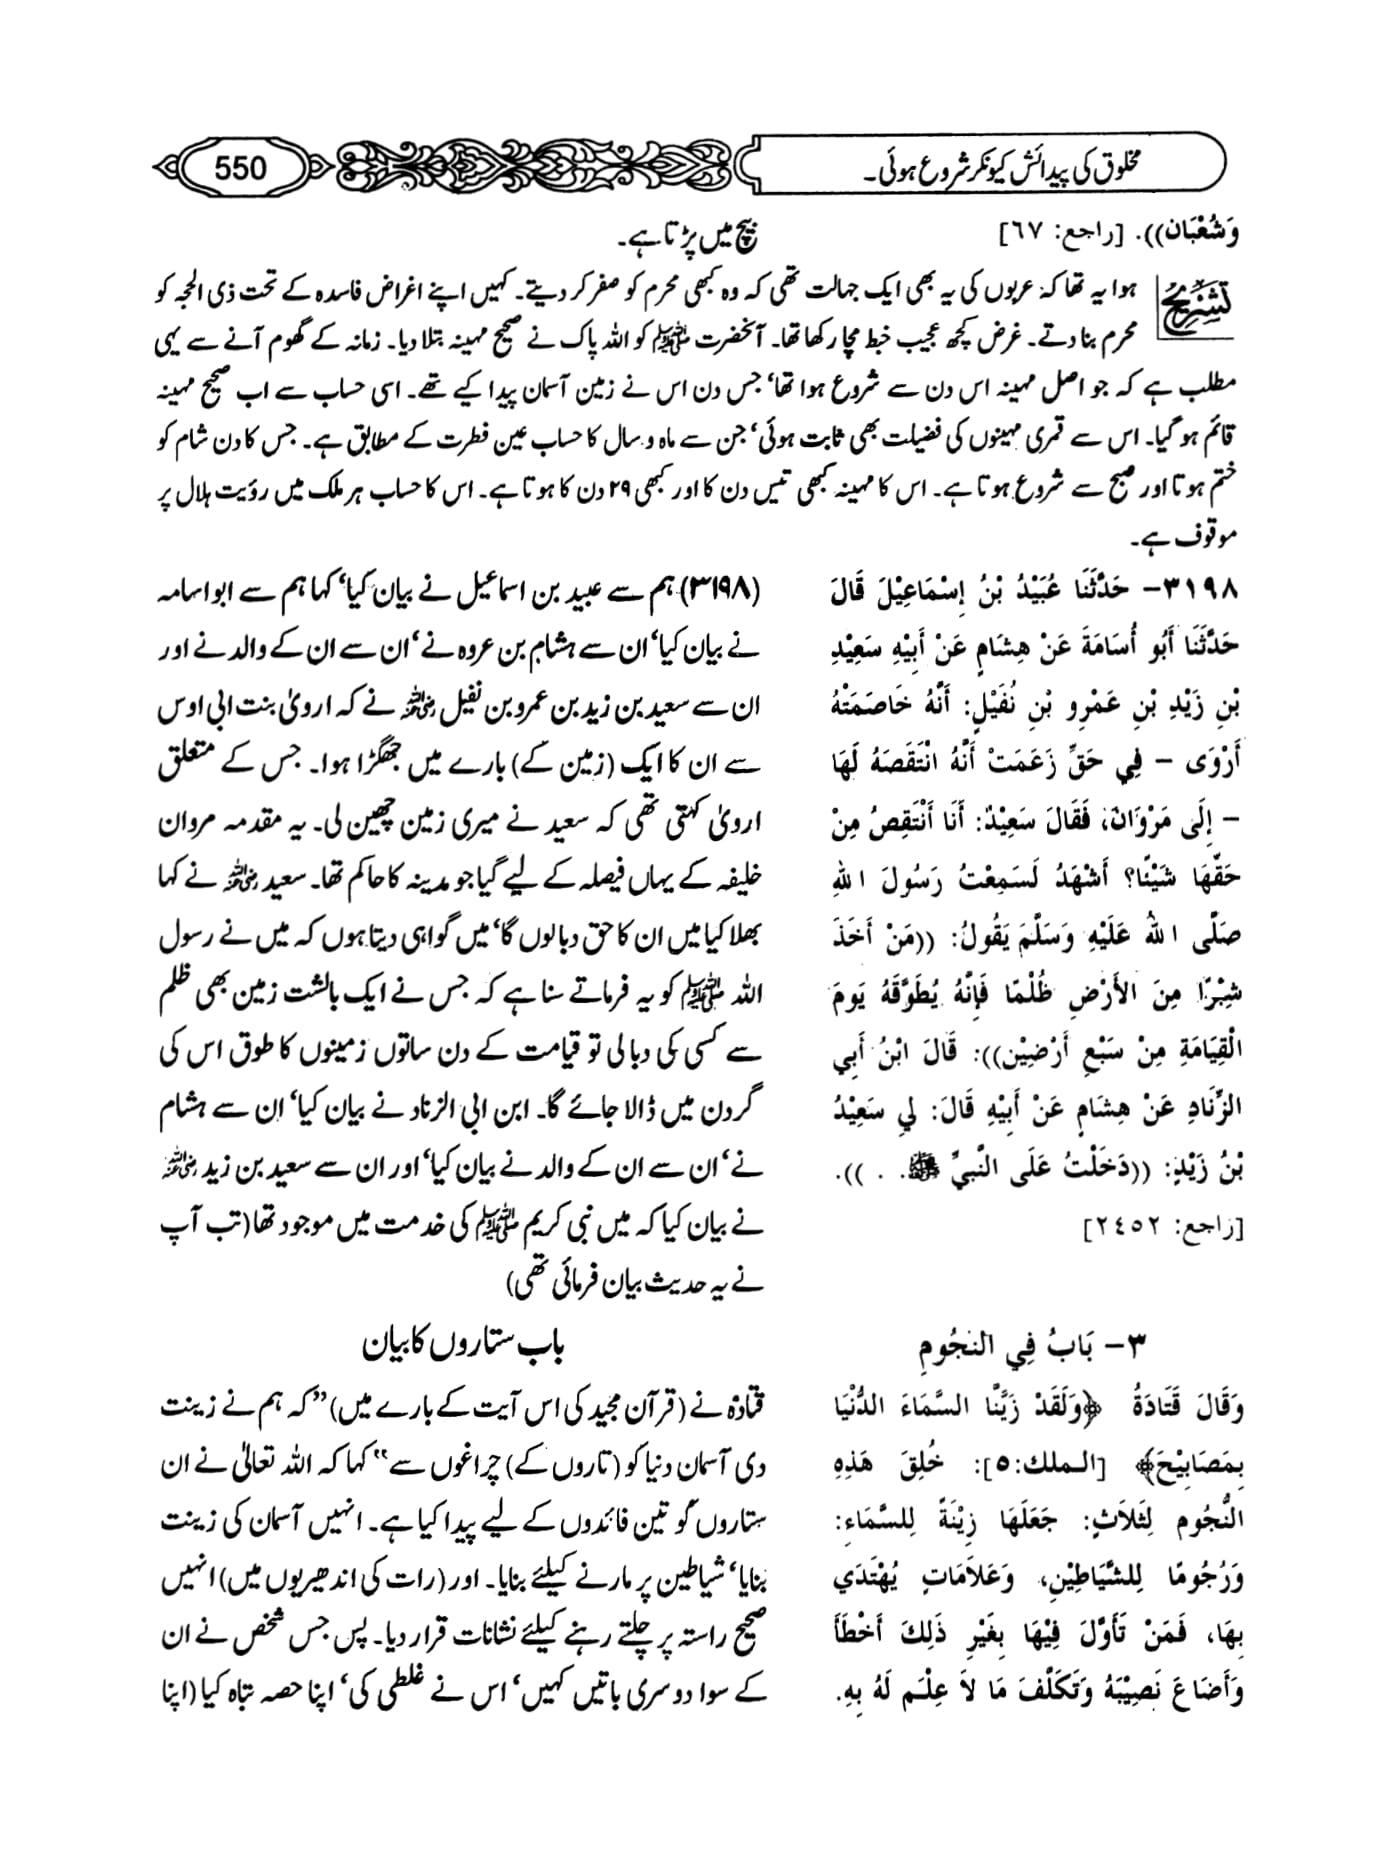 مخلوق کی پیدائش کیونکر شروع ہوئی۔
550
وَشُعْبَان)). [راجع: ٦٧]
بیچ میں پڑتا ہے۔
تشریح
ہوا یہ تھا کہ عربوں کی یہ بھی ایک جہالت تھی کہ وہ کبھی محرم کو صفر کر دیتے۔ کہیں اپنے اغراض فاسدہ کے تحت ذی الحجہ کو
محرم بنا دتے۔ غرض کچھ عجیب خبط مچا رکھا تھا۔ آنحضرت ﷺ کو اللہ پاک نے صحیح مہینہ بتلا دیا۔ زمانہ کے گھوم آنے سے یہی
مطلب ہے کہ جو اصل مہینہ اس دن سے شروع ہوا تھا‘ جس دن اس نے زمین آسمان پیدا کیے تھے۔ اسی حساب سے اب صحیح مہینہ
قائم ہو گیا۔ اس سے قمری مہینوں کی فضیلت بھی ثابت ہوئی‘ جن سے ماہ و سال کا حساب عین فطرت کے مطابق ہے۔ جس کا دن شام کو
ختم ہوتا اور صبح سے شروع ہوتا ہے۔ اس کا مہینہ کبھی تیس دن کا اور کبھی ۲۹ دن کا ہوتا ہے۔ اس کا حساب ہر ملک میں رؤیت ہلال پر
موقوف ہے۔
٣١٩٨– حَدَّثَنَا عُبَيْدُ بْنُ إِسْمَاعِيْلَ قَالَ
حَدَّثَنَا أَبُو أُسَامَةَ عَنْ هِشَامٍ عَنْ أَبِيْهِ سَعِيْدِ
بْنِ زَيْدِ بْنِ عَمْرِو بْنِ نُفَيْلٍ: أَنَّهُ خَاصَمَتْهُ
أَرْوَى – فِي حَقٍّ زَعَمَتْ أَنَّهُ انْتَقَصَهُ لَهَا
– إِلَى مَرْوَانَ، فَقَالَ سَعِيْدٌ: أَنَا أَنْتَقِصُ مِنْ
حَقِّهَا شَيْئًا؟ أَشْهَدُ لَسَمِعْتُ رَسُولَ اللهِ
صَلَّى اللهُ عَلَيْهِ وَسَلَّمَ يَقُولُ: ((مَنْ أَخَذَ
شِبْرًا مِنَ الأَرْضِ ظُلْمًا فَإِنَّهُ يُطَوَّقُهُ يَومَ
الْقِيَامَةِ مِنْ سَبْعِ أَرْضِيْن)): قَالَ ابْنُ أَبِي
الزِّنَادِ عَنْ هِشَامٍ عَنْ أَبِيْهِ قَالَ: لِي سَعِيْدُ
بْنُ زَيْدٍ: ((دَخَلْتُ عَلَى النَّبِيِّ ﷺ. . )).
[راجع: ٢٤٥٢]
(۳۱۹۸) ہم سے عبید بن اسماعیل نے بیان کیا‘ کہا ہم سے ابو اسامہ
نے بیان کیا‘ ان سے ہشام بن عروہ نے‘ ان سے ان کے والد نے اور
ان سے سعید بن زید بن عمرو بن نفیل رضی اللہ عنہ نے کہ ارویٰ بنت ابی اوس
سے ان کا ایک (زمین کے) بارے میں جھگڑا ہوا۔ جس کے متعلق
ارویٰ کہتی تھی کہ سعید نے میری زمین چھین لی۔ یہ مقدمہ مروان
خلیفہ کے یہاں فیصلہ کے لیے گیا جو مدینہ کا حاکم تھا۔ سعید رضی اللہ عنہ نے کہا
بھلا کیا میں ان کا حق دبا لوں گا‘ میں گواہی دیتا ہوں کہ میں نے رسول
اللہ ﷺ کو یہ فرماتے سنا ہے کہ جس نے ایک بالشت زمین بھی ظلم
سے کسی کی دبا لی تو قیامت کے دن ساتوں زمینوں کا طوق اس کی
گردن میں ڈالا جائے گا۔ ابن ابی الزناد نے بیان کیا‘ ان سے ہشام
نے‘ ان سے ان کے والد نے بیان کیا‘ اور ان سے سعید بن زید رضی اللہ عنہ
نے بیان کیا کہ میں نبی کریم ﷺ کی خدمت میں موجود تھا (تب آپ
نے یہ حدیث بیان فرمائی تھی)
٣– بَابُ فِي النجُومِ
وَقَالَ قَتَادَةُ ﴿وَلَقَدْ زَيَّنَّا السَّمَاءَ الدُّنْيَا
بِمَصَابِيْحَ﴾ [الملك:٥]: خُلِقَ هَذِهِ
النُّجُومِ لِثَلاَثٍ: جَعَلَهَا زِيْنَةً لِلسَّمَاءِ:
وَرُجُومًا لِلشَّيَاطِيْنِ، وَعَلاَمَاتٍ يُهْتَدَي
بِهَا، فَمَنْ تَأَوَّلَ فِيْهَا بِغَيْرِ ذَلِكَ أَخْطَأَ
وَأَضَاعَ نَصِيْبَهُ وَتَكَلَّفَ مَا لاَ عِلْمَ لَهُ بِهِ.
باب ستاروں کا بیان
قتادہ نے (قرآن مجید کی اس آیت کے بارے میں) ”کہ ہم نے زینت
دی آسمان دنیا کو (تاروں کے) چراغوں سے“ کہا کہ اللہ تعالیٰ نے ان
ستاروں کو تین فائدوں کے لیے پیدا کیا ہے۔ انہیں آسمان کی زینت
بنایا‘ شیاطین پر مارنے کیلئے بنایا۔ اور (رات کی اندھیریوں میں) انہیں
صحیح راستہ پر چلتے رہنے کیلئے نشانات قرار دیا۔ پس جس شخص نے ان
کے سوا دوسری باتیں کہیں‘ اس نے غلطی کی‘ اپنا حصہ تباہ کیا (اپنا